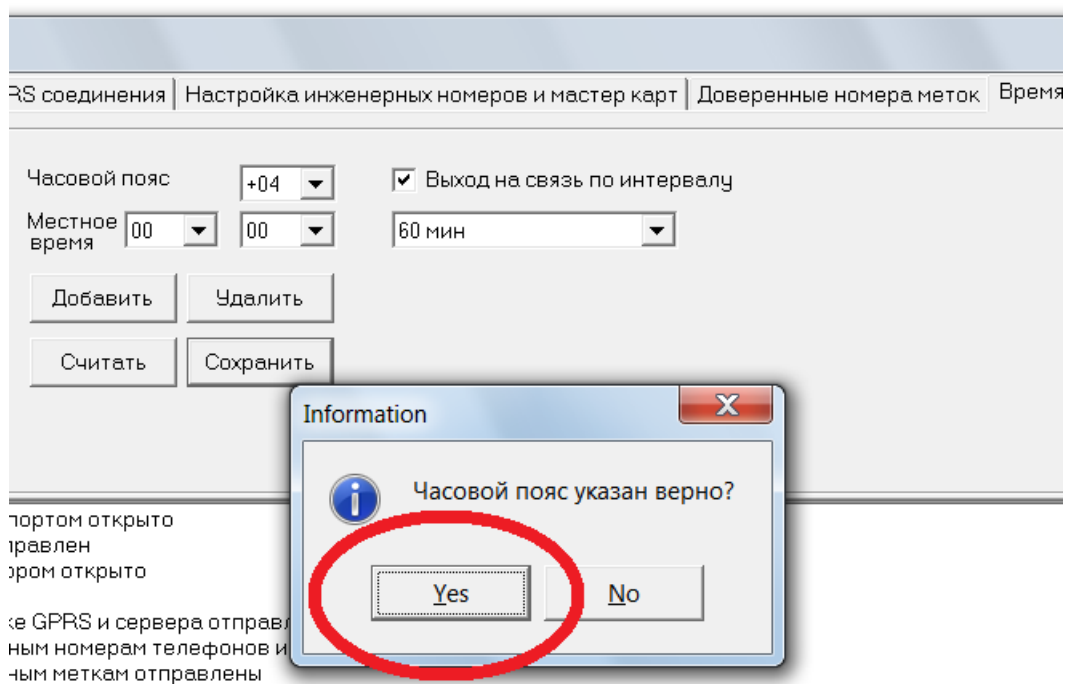 RS соединения Настройка инженерных номеров и мастер карт Доверенные номера меток Время
Часовой пояс +04 Выход на связь по интервалу
Местное время 00 00 60 мин
Добавить Удалить
Считать Сохранить
Information
Часовой пояс указан верно?
Yes No
портом открыто
правлен
ором открыто
ке GPRS и сервера отправл
ным номерам телефонов и
ным меткам отправлены